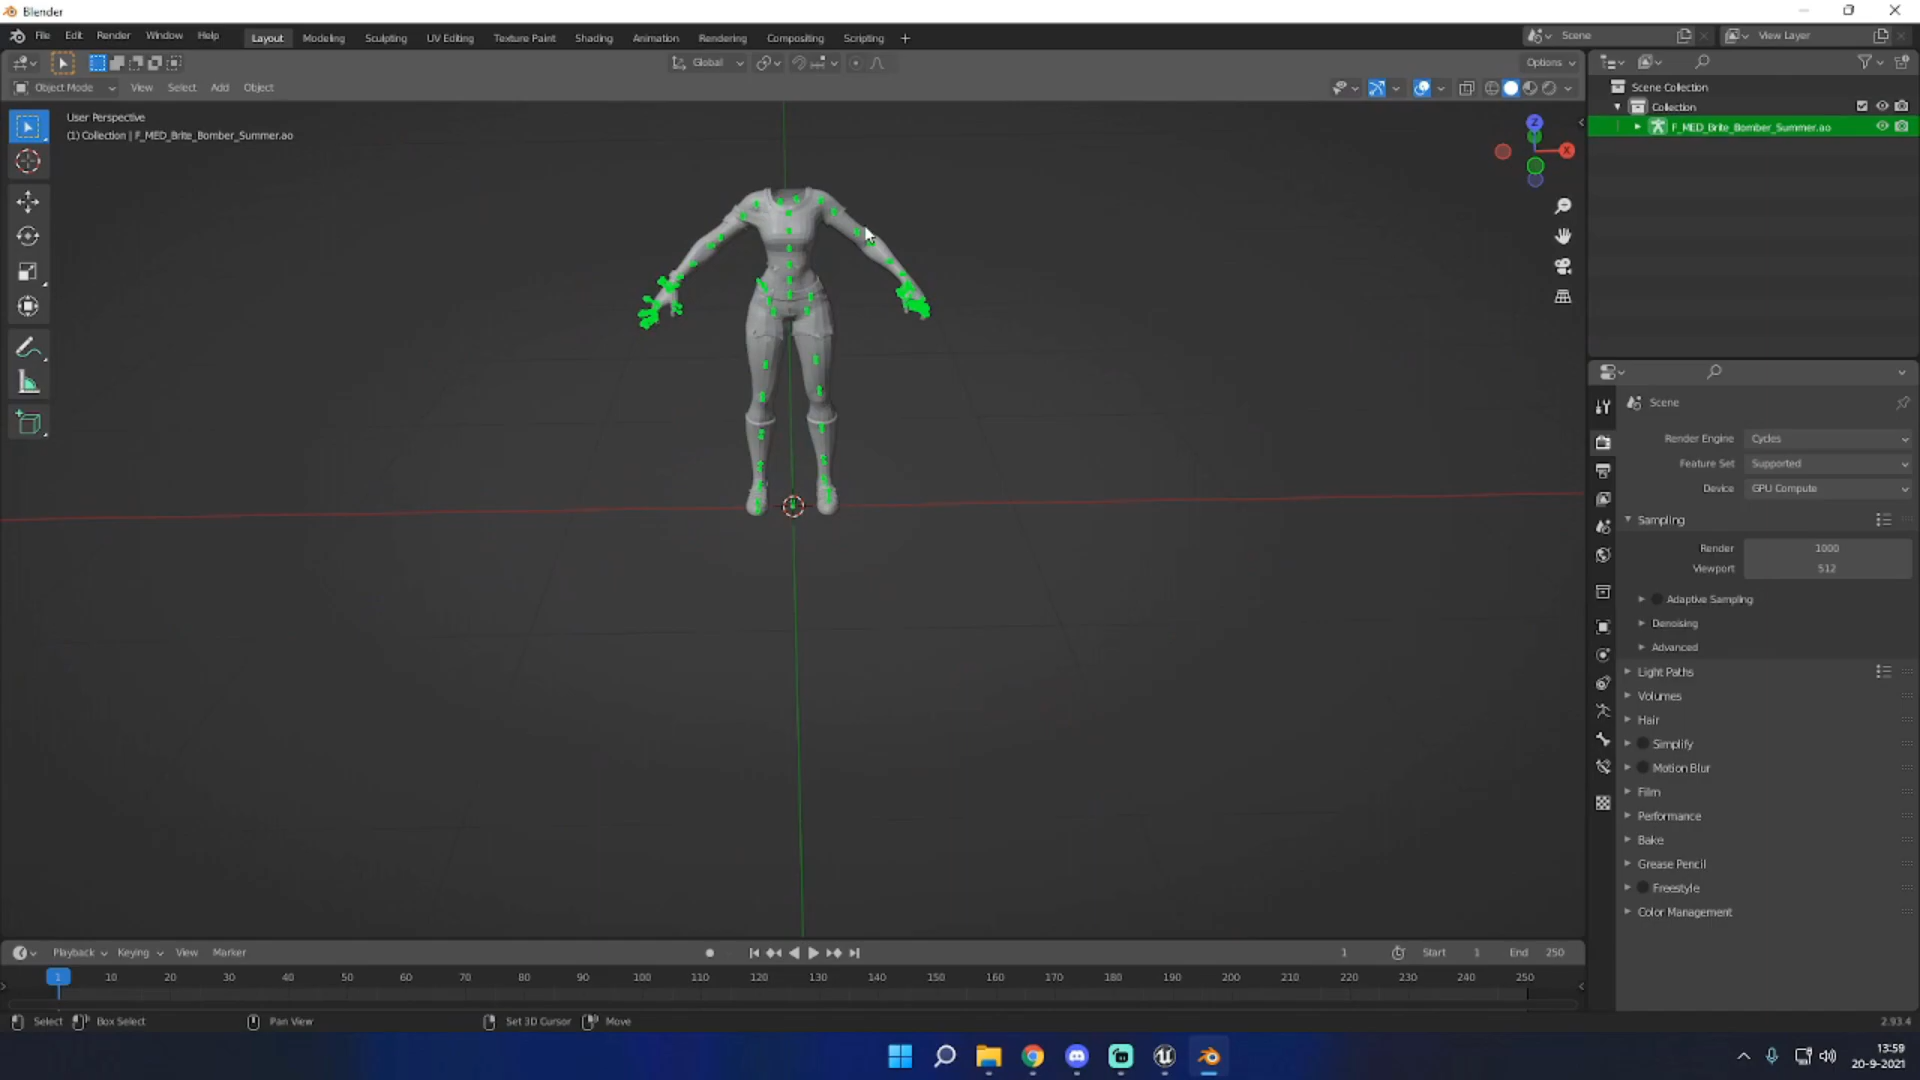 Blender
File Edit Render Window Help Layout Modeling Sculpting UV Editing Texture Paint Shading Animation Rendering Compositing Scripting + Scene View Layer
Global Options
Object Mode View Select Add Object
User Perspective
(1) Collection | F_MED_Brite_Bomber_Summer.ao
Z
X
Scene Collection
Collection
F_MED_Brite_Bomber_Summer.ao
Scene
Render Engine Cycles
Feature Set Supported
Device GPU Compute
Sampling
Render 1000
Viewport 512
Adaptive Sampling
Denoising
Advanced
Light Paths
Volumes
Hair
Simplify
Motion Blur
Film
Performance
Bake
Grease Pencil
Freestyle
Color Management
Playback Keying View Marker 1 Start 1 End 250
1 10 20 30 40 50 60 70 80 90 100 110 120 130 140 150 160 170 180 190 200 210 220 230 240 250
Select Box Select Pan View Set 3D Cursor Move 2.93.4
13:59
20-9-2021